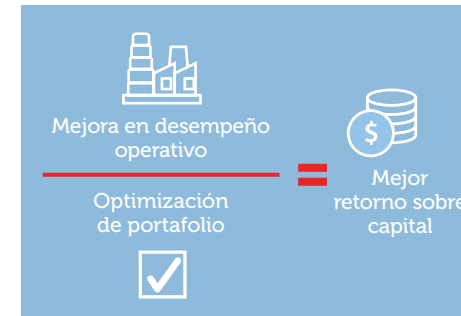 Mejora en desempeño
operativo
Optimización
de portafolio
=
$
Mejor
retorno sobre
capital